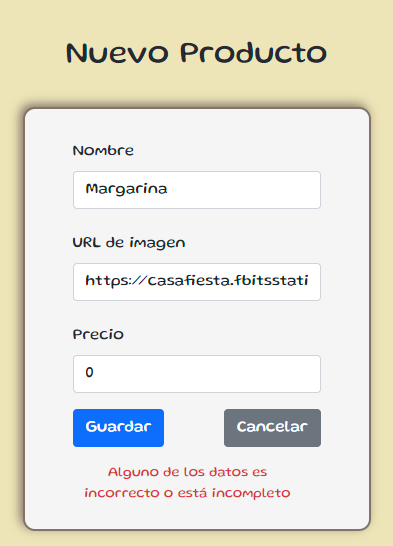 Nuevo Producto
Nombre
Margarina
URL de imagen
https://casafiesta.fbitsstati
Precio
0
Guardar
Cancelar
Alguno de los datos es
incorrecto o está incompleto